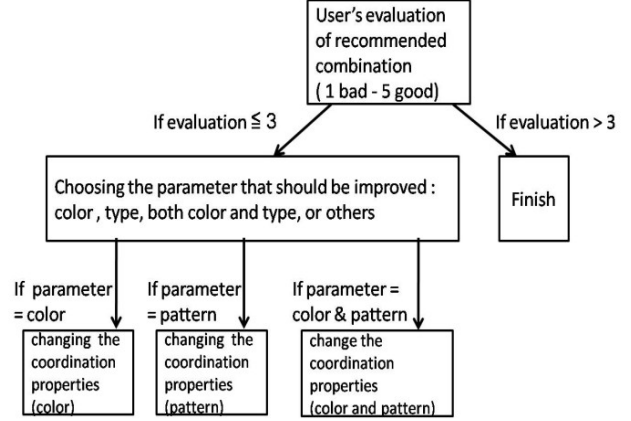 User's evaluation
of recommended
combination
( 1 bad - 5 good)
If evaluation ≦ 3
If evaluation > 3
Choosing the parameter that should be improved :
color , type, both color and type, or others
Finish
If parameter
= color
If parameter
= pattern
If parameter =
color & pattern
changing the
coordination
properties
(color)
changing the
coordination
properties
(pattern)
change the
coordination
properties
(color and pattern)